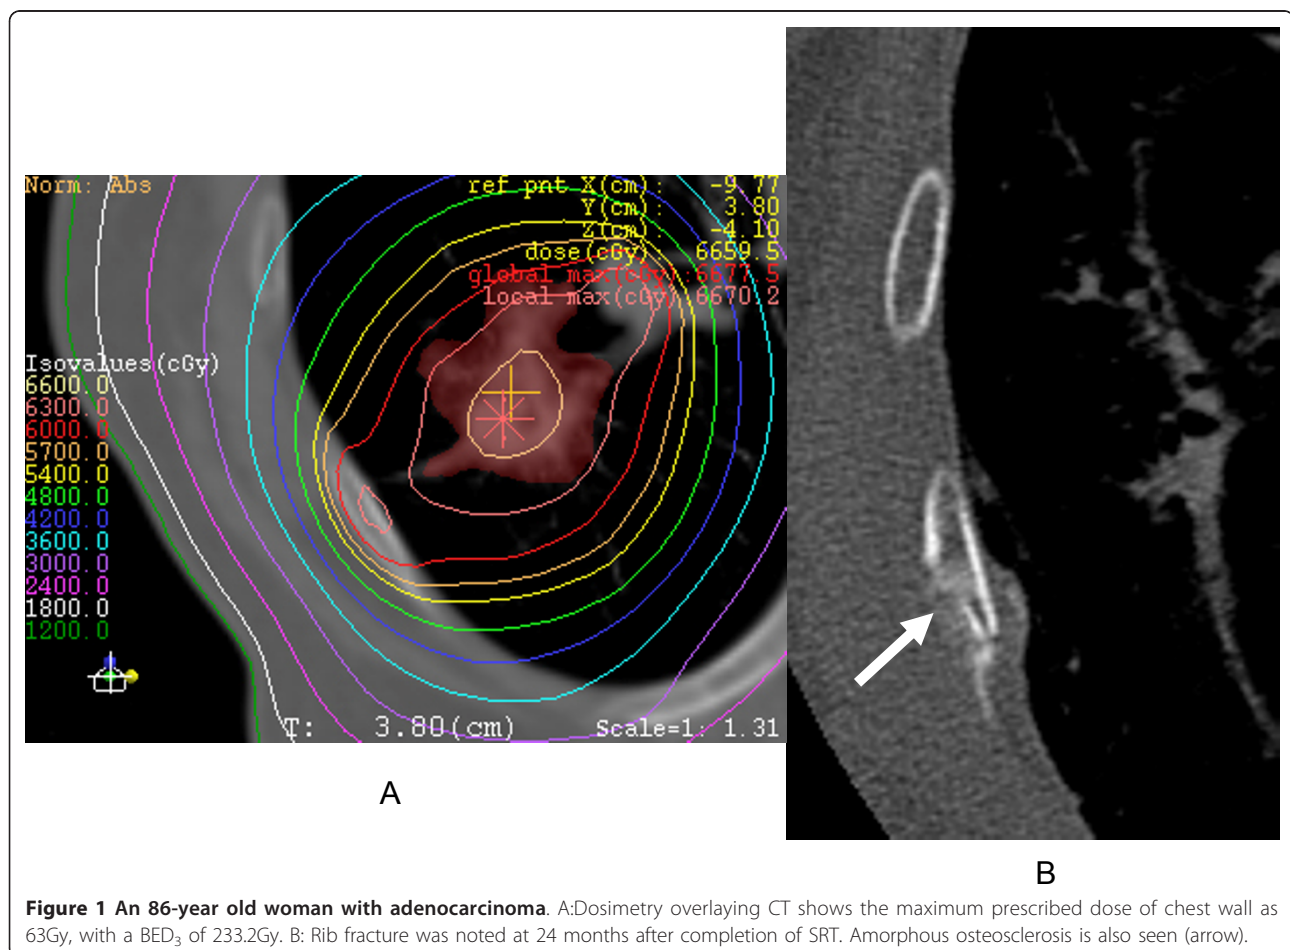 Norm: Abs
ref pnt X(cm): -9.77
Y(cm): 3.80
Z(cm): -4.10
dose(cGy) 6659.5
global max(cGy):6677.5
local max(cGy) 6670.2
Isovalues(cGy)
6600.0
6300.0
6000.0
5700.0
5400.0
4800.0
4200.0
3600.0
3000.0
2400.0
1800.0
1200.0
T: 3.80(cm) Scale=1: 1.31
A
B
Figure 1 An 86-year old woman with adenocarcinoma. A:Dosimetry overlaying CT shows the maximum prescribed dose of chest wall as
63Gy, with a BED₃ of 233.2Gy. B: Rib fracture was noted at 24 months after completion of SRT. Amorphous osteosclerosis is also seen (arrow).